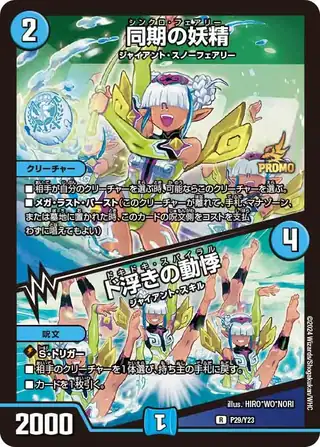 2
シンクロ・フェアリー
同期の妖精
ジャイアント・スノーフェアリー
PROMO
クリーチャー
■相手が自分のクリーチャーを選ぶ時、可能ならこのクリーチャーを選ぶ。
■メガ・ラスト・バースト(このクリーチャーが離れて、手札、マナゾーン、
または墓地に置かれた時、このカードの呪文側をコストを支払
わずに唱えてもよい)
4
ドキドキ・スパイラル
ド浮きの動悸
ジャイアント・スキル
呪文
■S・トリガー
■相手のクリーチャーを1体選び、持ち主の手札に戻す。
■カードを1枚引く。
illus. HIRO*WO*NORI
2000
1
R P29/Y23
©2024 Wizards/Shogakukan/WHC